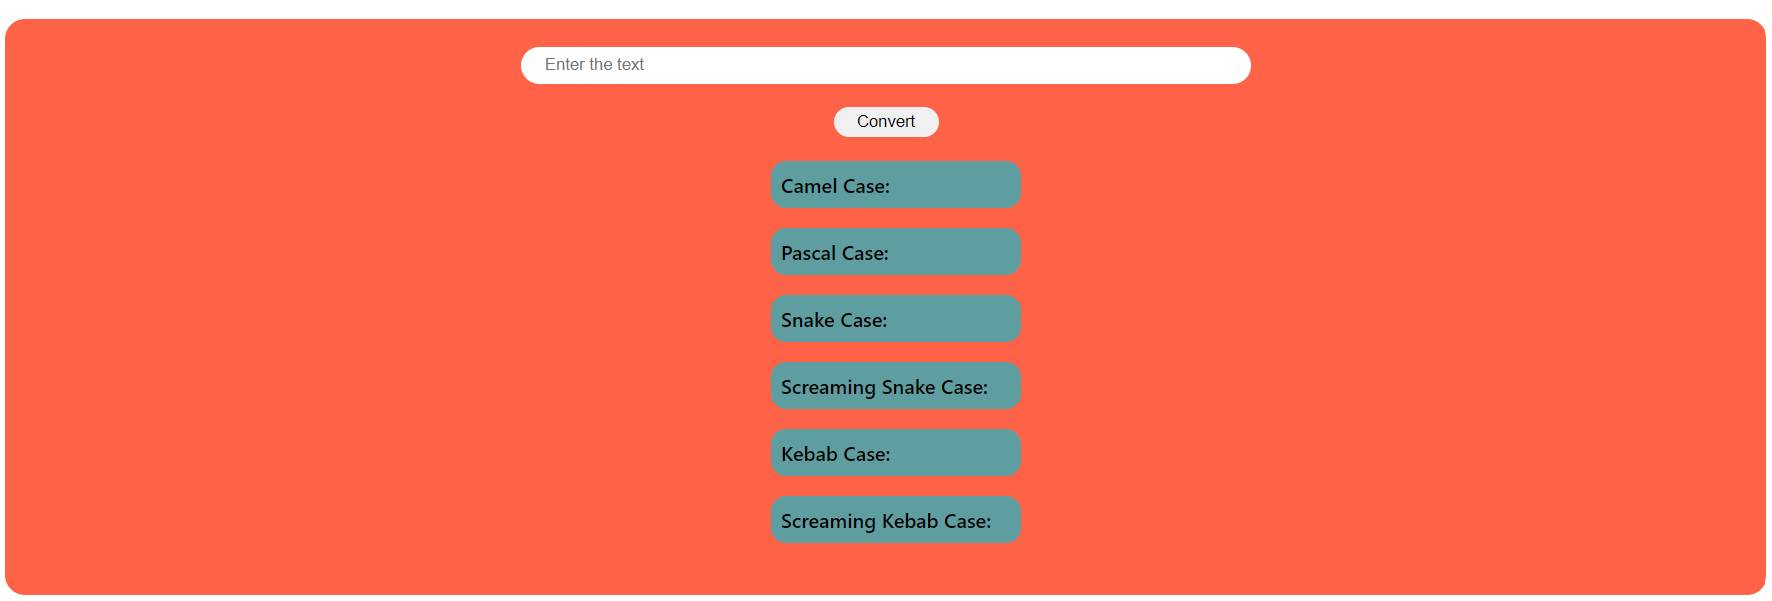 Enter the text
Convert
Camel Case:
Pascal Case:
Snake Case:
Screaming Snake Case:
Kebab Case:
Screaming Kebab Case: